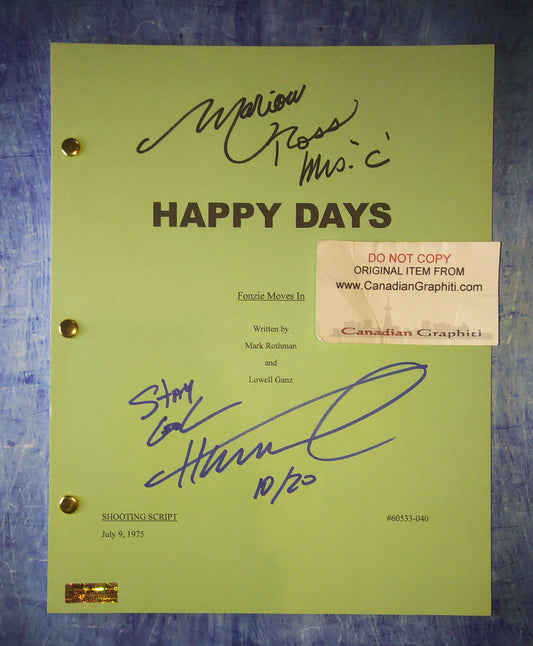 Marion
Ross
Mrs. "C"
HAPPY DAYS
DO NOT COPY
ORIGINAL ITEM FROM
www.CanadianGraphiti.com
Canadian Graphiti
Fonzie Moves In
Written by
Mark Rothman
and
Lowell Ganz
STAY
COOL
10/20
SHOOTING SCRIPT
#60533-040
July 9, 1975